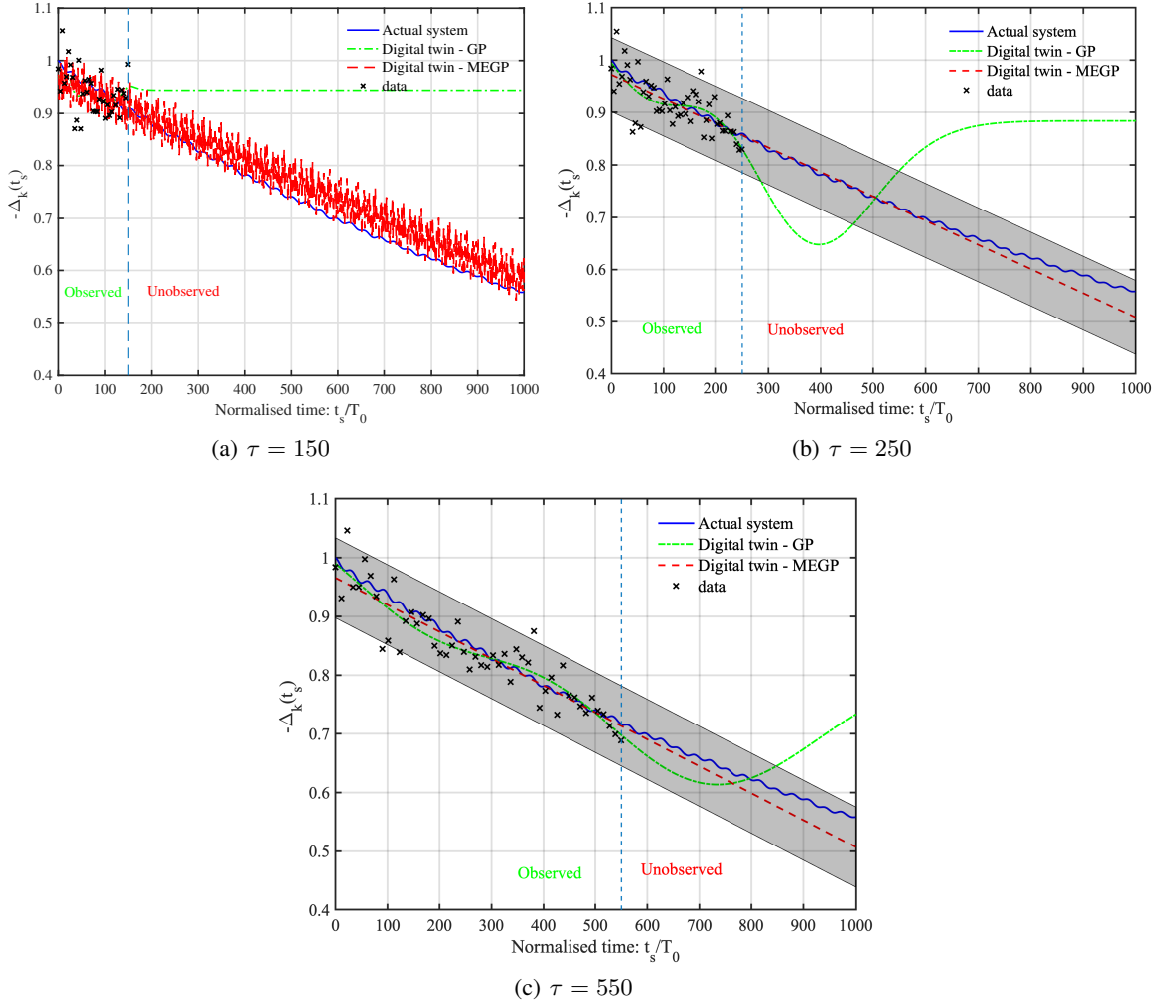 1.1
1
0.9
0.8
0.7
0.6
0.5
0.4
-Δk(ts)
Actual system
Digital twin - GP
Digital twin - MEGP
data
Observed
Unobserved
0 100 200 300 400 500 600 700 800 900 1000
Normalised time: ts/T0
(a) τ = 150
1.1
1
0.9
0.8
0.7
0.6
0.5
0.4
-Δk(ts)
Actual system
Digital twin - GP
Digital twin - MEGP
data
Observed
Unobserved
0 100 200 300 400 500 600 700 800 900 1000
Normalised time: ts/T0
(b) τ = 250
1.1
1
0.9
0.8
0.7
0.6
0.5
0.4
-Δk(ts)
Actual system
Digital twin - GP
Digital twin - MEGP
data
Observed
Unobserved
0 100 200 300 400 500 600 700 800 900 1000
Normalised time: ts/T0
(c) τ = 550